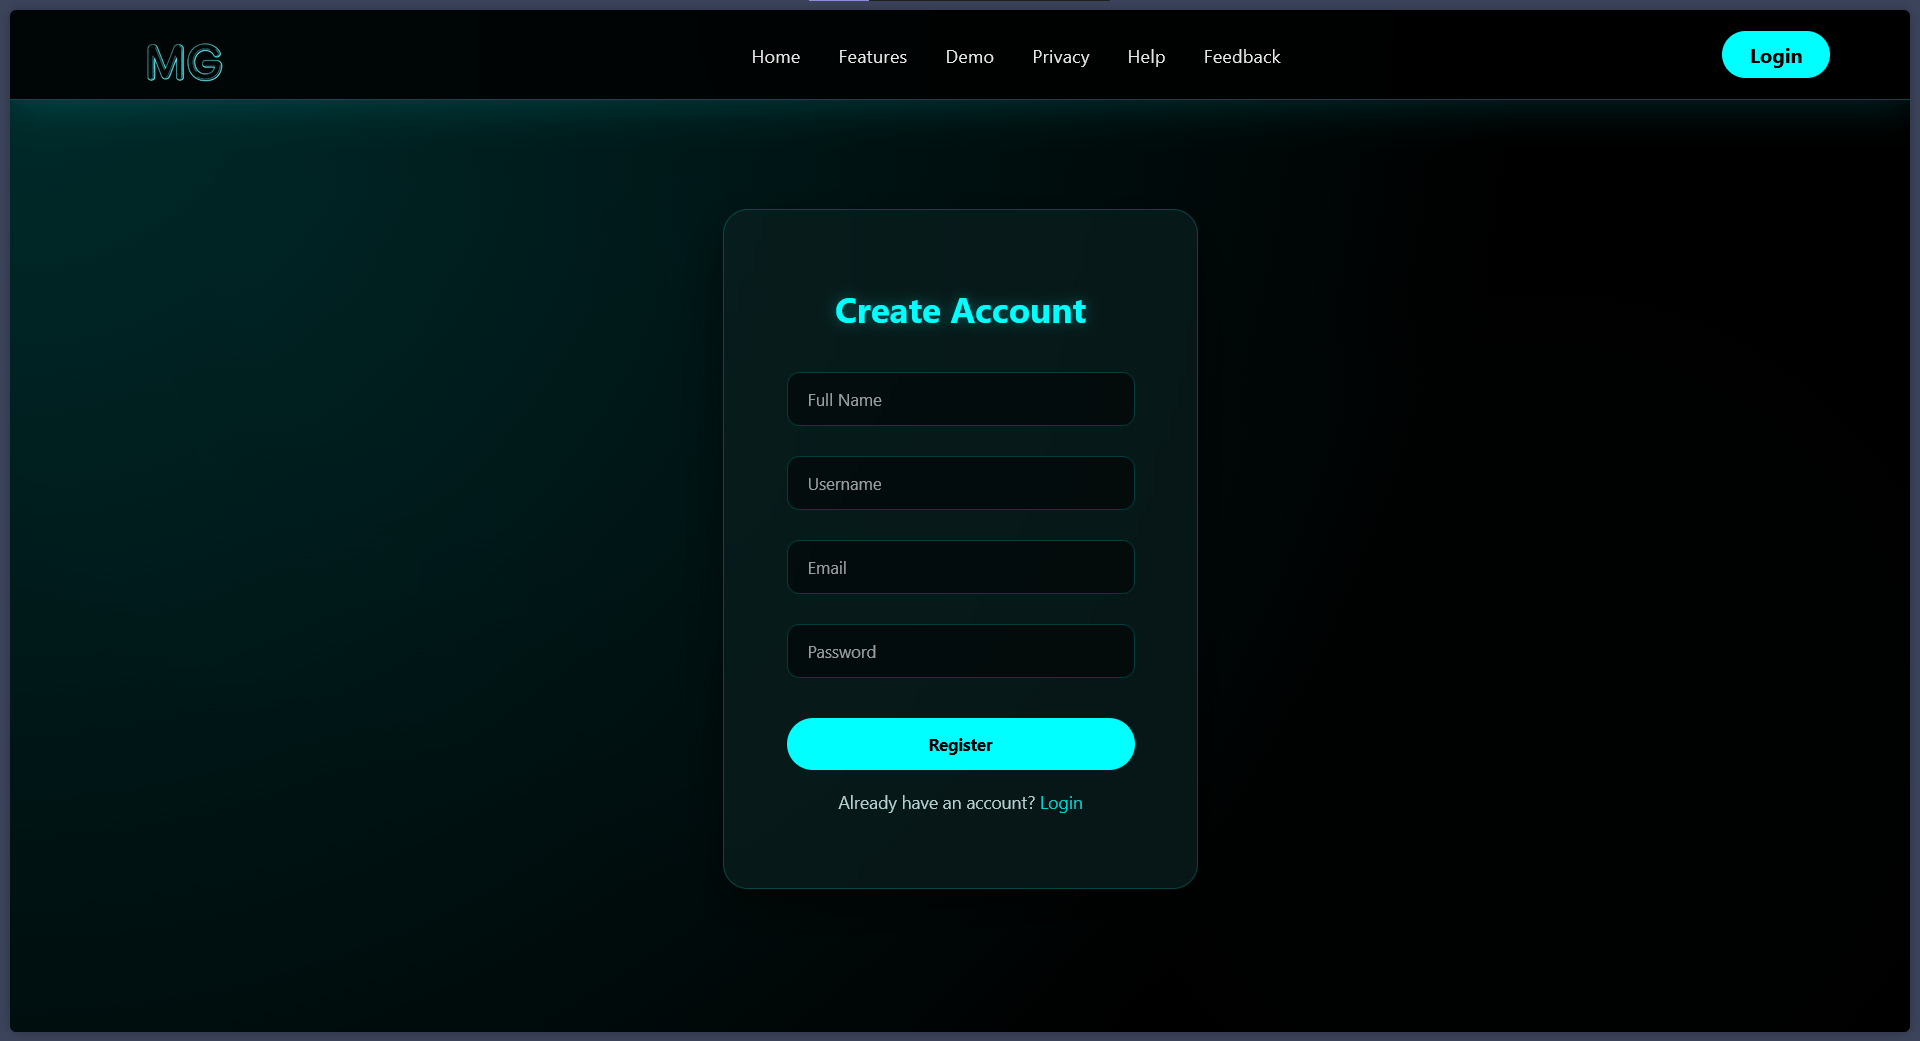 MG
Home Features Demo Privacy Help Feedback
Login
Create Account
Full Name
Username
Email
Password
Register
Already have an account? Login